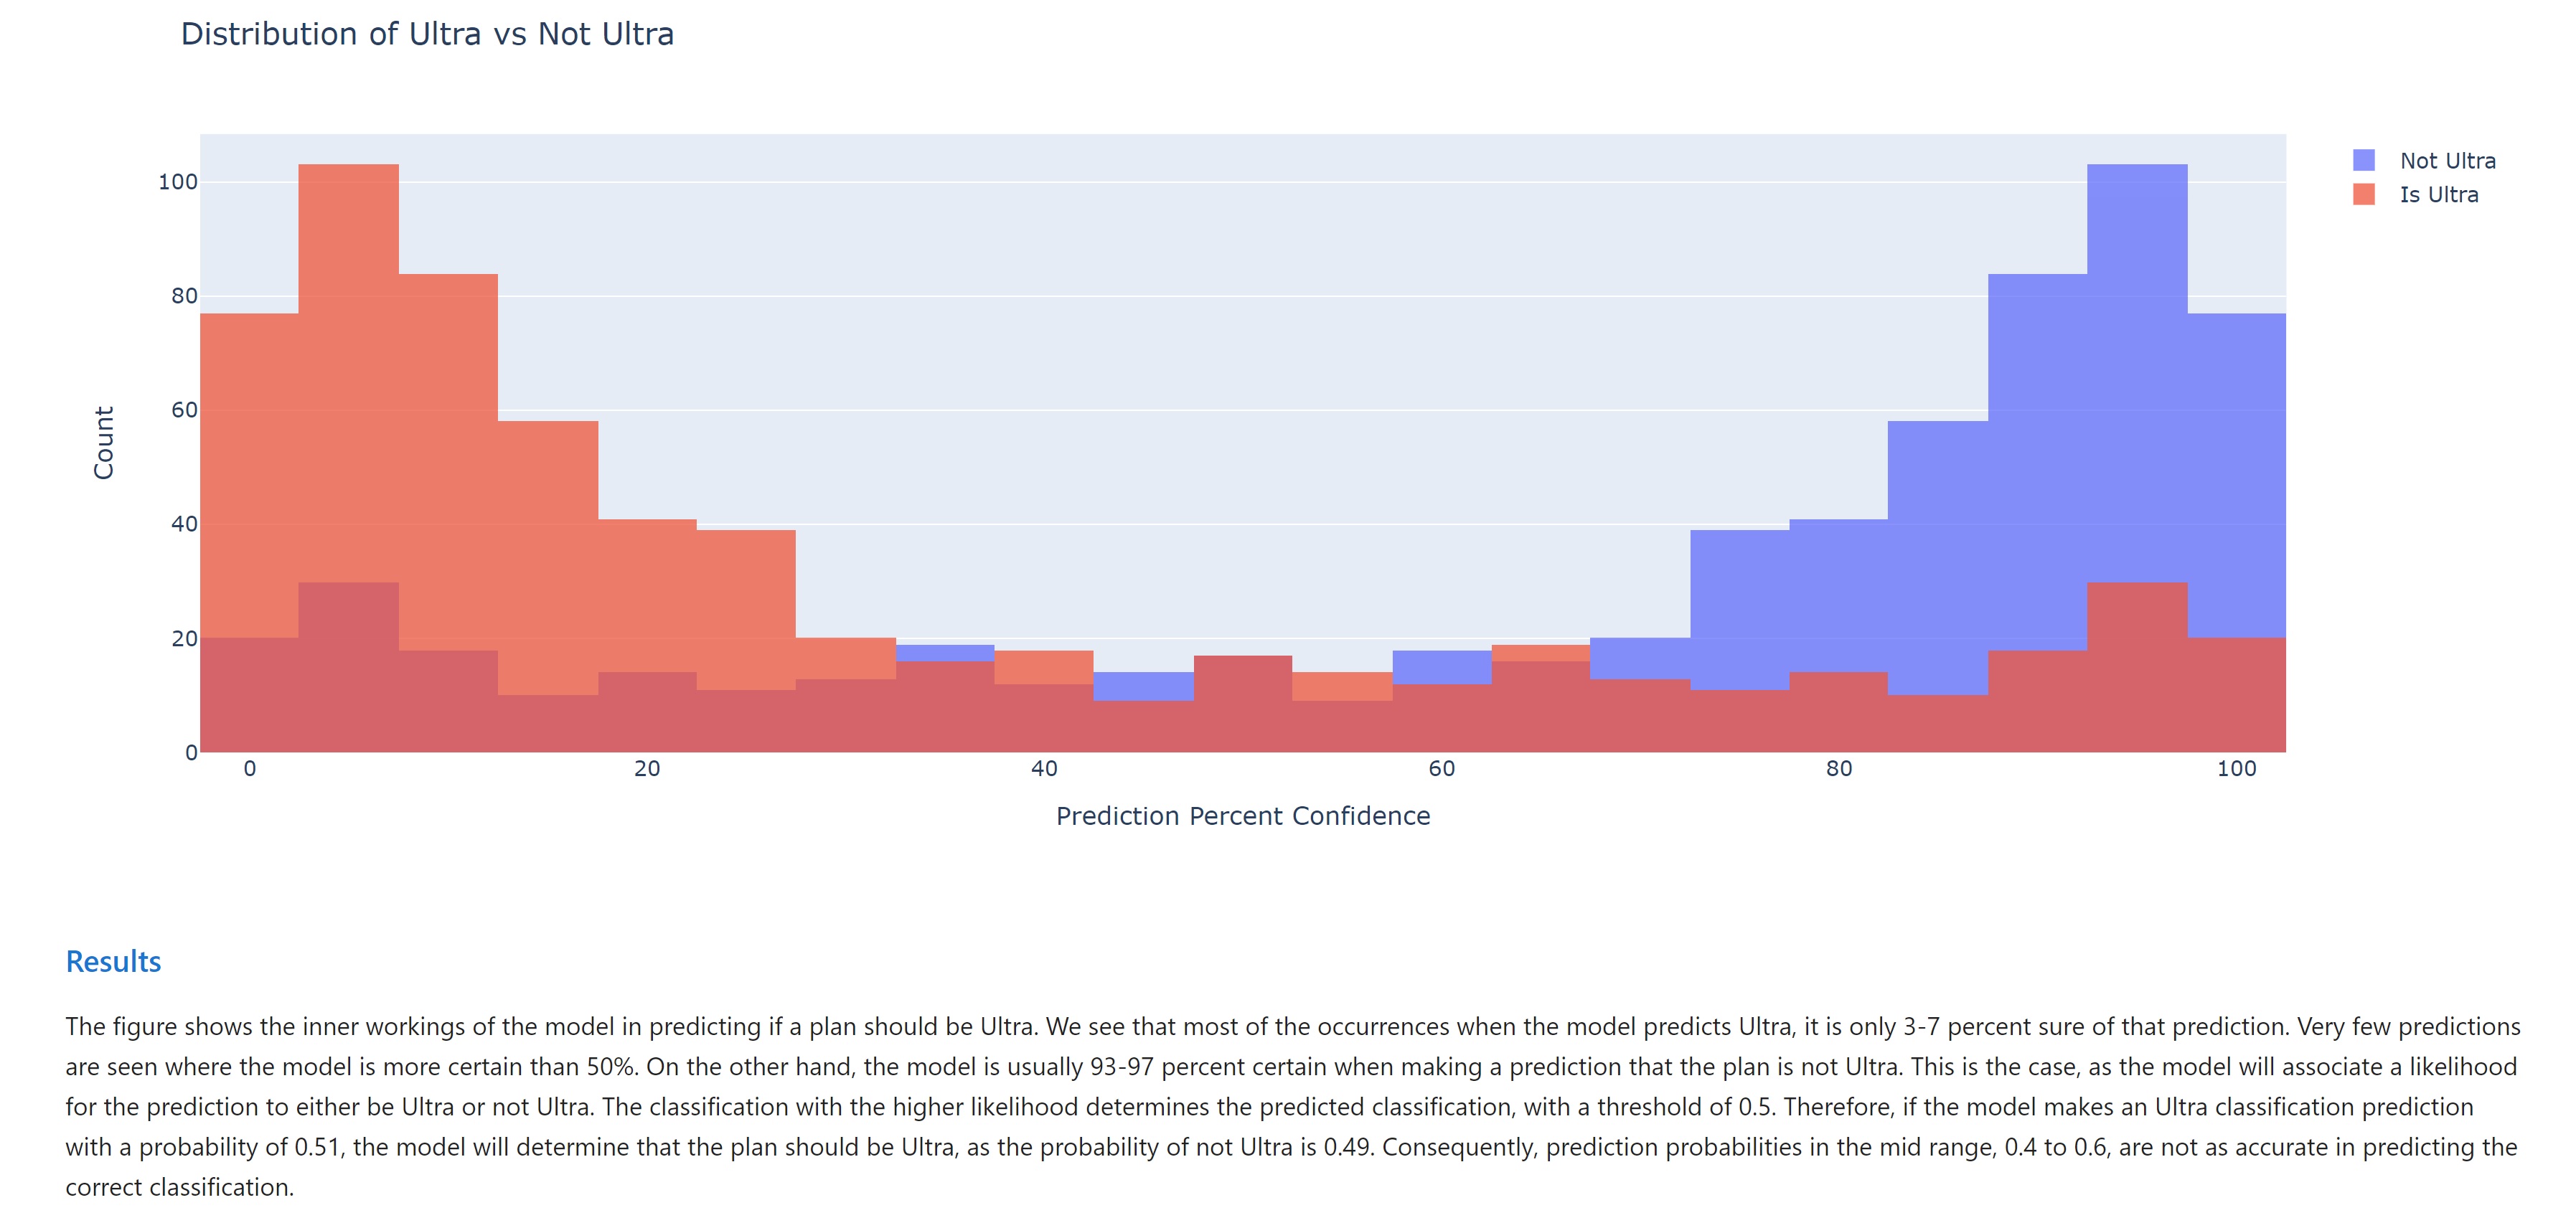 Distribution of Ultra vs Not Ultra
Not Ultra
Is Ultra
100
80
60
40
20
0
Count
0 20 40 60 80 100
Prediction Percent Confidence
Results
The figure shows the inner workings of the model in predicting if a plan should be Ultra. We see that most of the occurrences when the model predicts Ultra, it is only 3-7 percent sure of that prediction. Very few predictions
are seen where the model is more certain than 50%. On the other hand, the model is usually 93-97 percent certain when making a prediction that the plan is not Ultra. This is the case, as the model will associate a likelihood
for the prediction to either be Ultra or not Ultra. The classification with the higher likelihood determines the predicted classification, with a threshold of 0.5. Therefore, if the model makes an Ultra classification prediction
with a probability of 0.51, the model will determine that the plan should be Ultra, as the probability of not Ultra is 0.49. Consequently, prediction probabilities in the mid range, 0.4 to 0.6, are not as accurate in predicting the
correct classification.